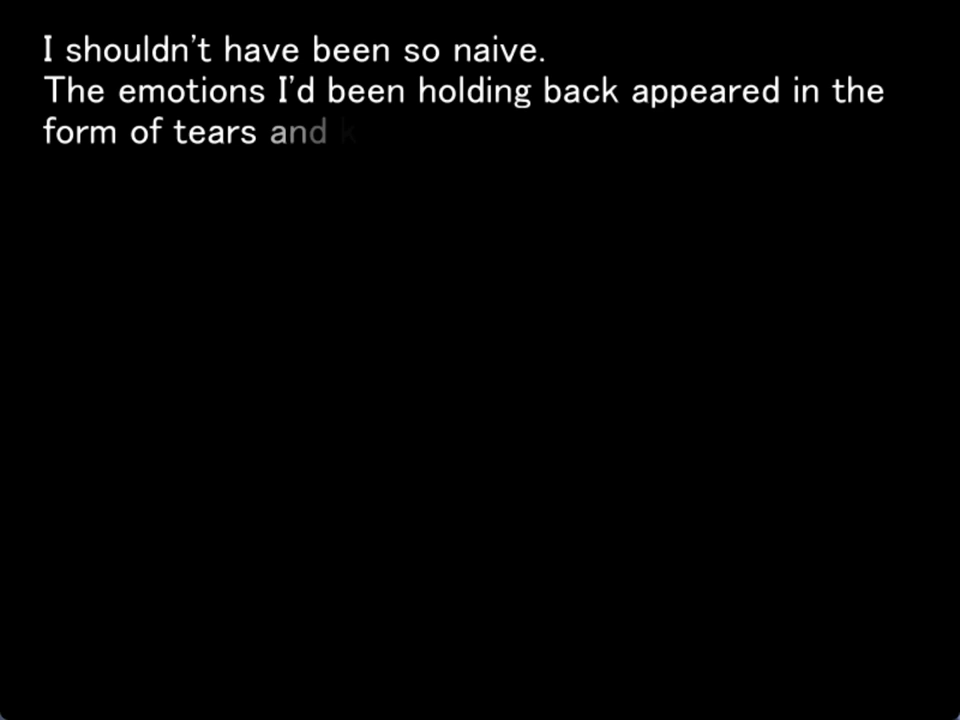 I shouldn't have been so naive.
The emotions I'd been holding back appeared in the
form of tears and